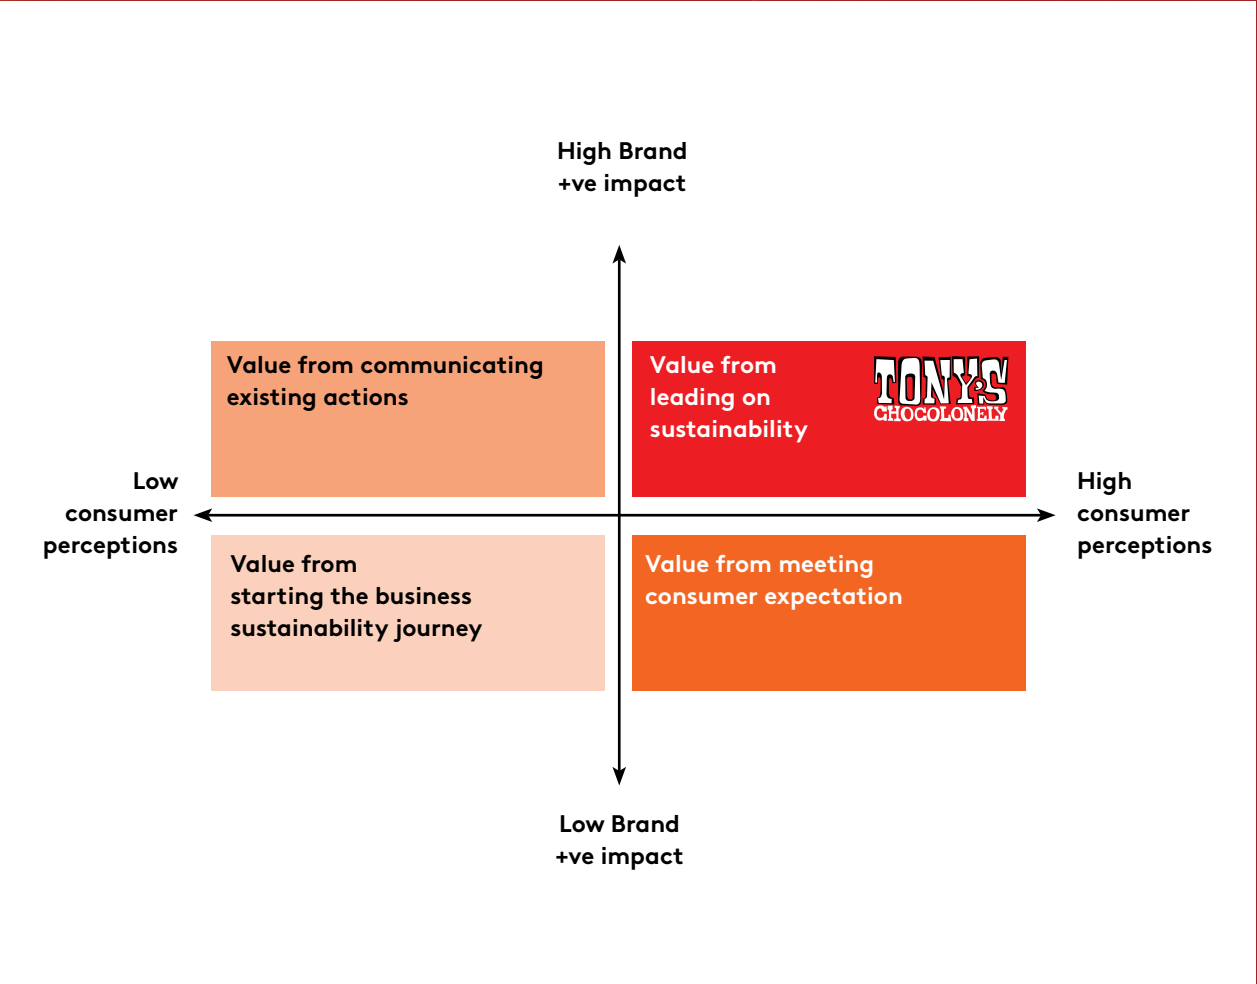 High Brand
+ve impact
Value from communicating
existing actions
Value from
leading on
sustainability
TONY'S
CHOCOLONELY
Low
consumer
perceptions
High
consumer
perceptions
Value from
starting the business
sustainability journey
Value from meeting
consumer expectation
Low Brand
+ve impact